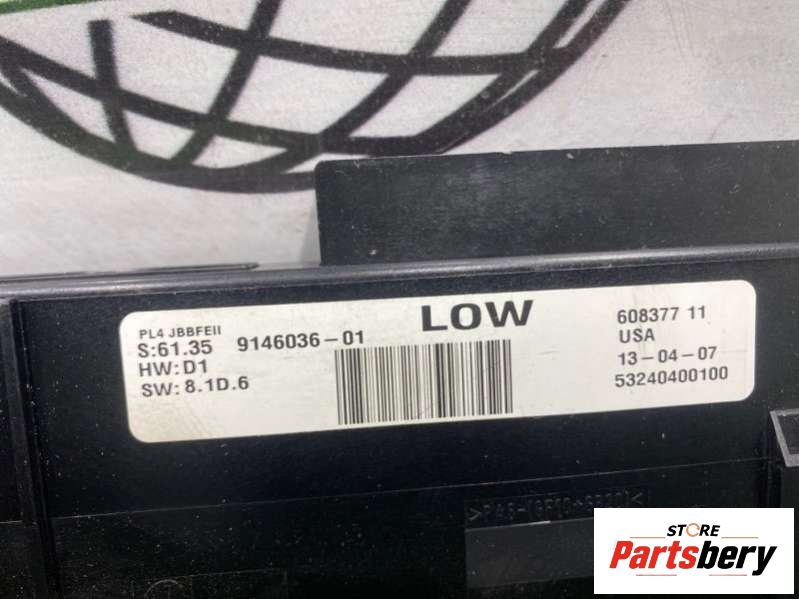 PL4 JBBFEII
S:61.35 9146036-01
HW:D1
SW:8.1D.6
LOW
608377 11
USA
13-04-07
53240400100
STORE
Partsbery